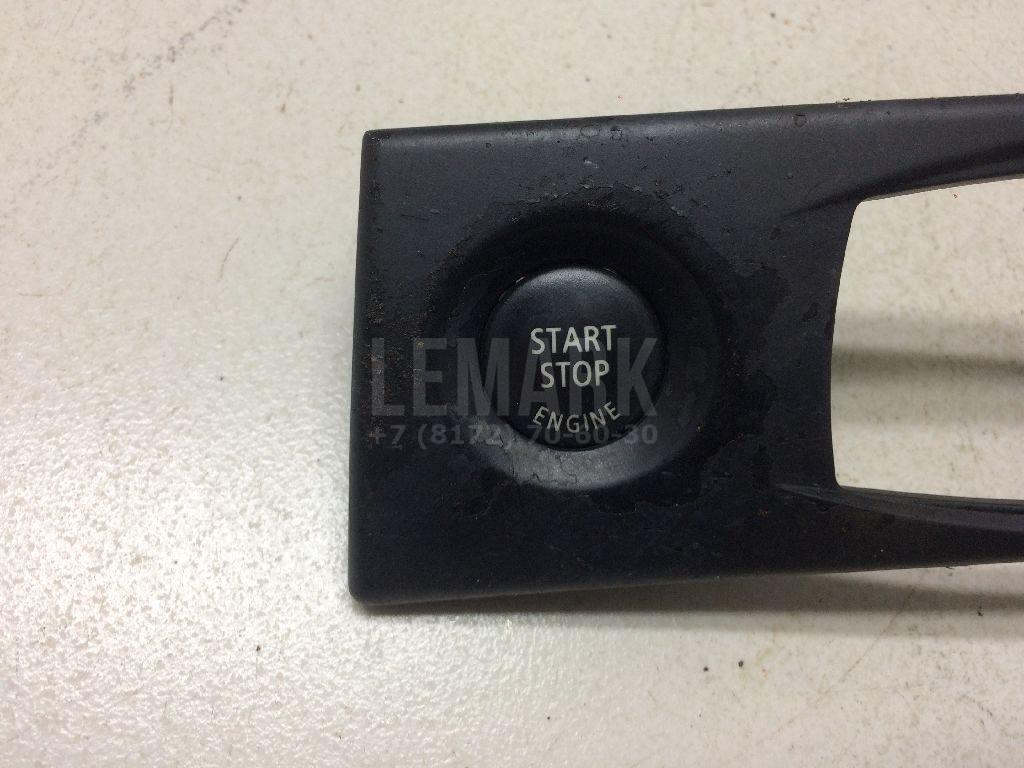 START
STOP
ENGINE
LEMARK
+7 (8172) 70-60-30